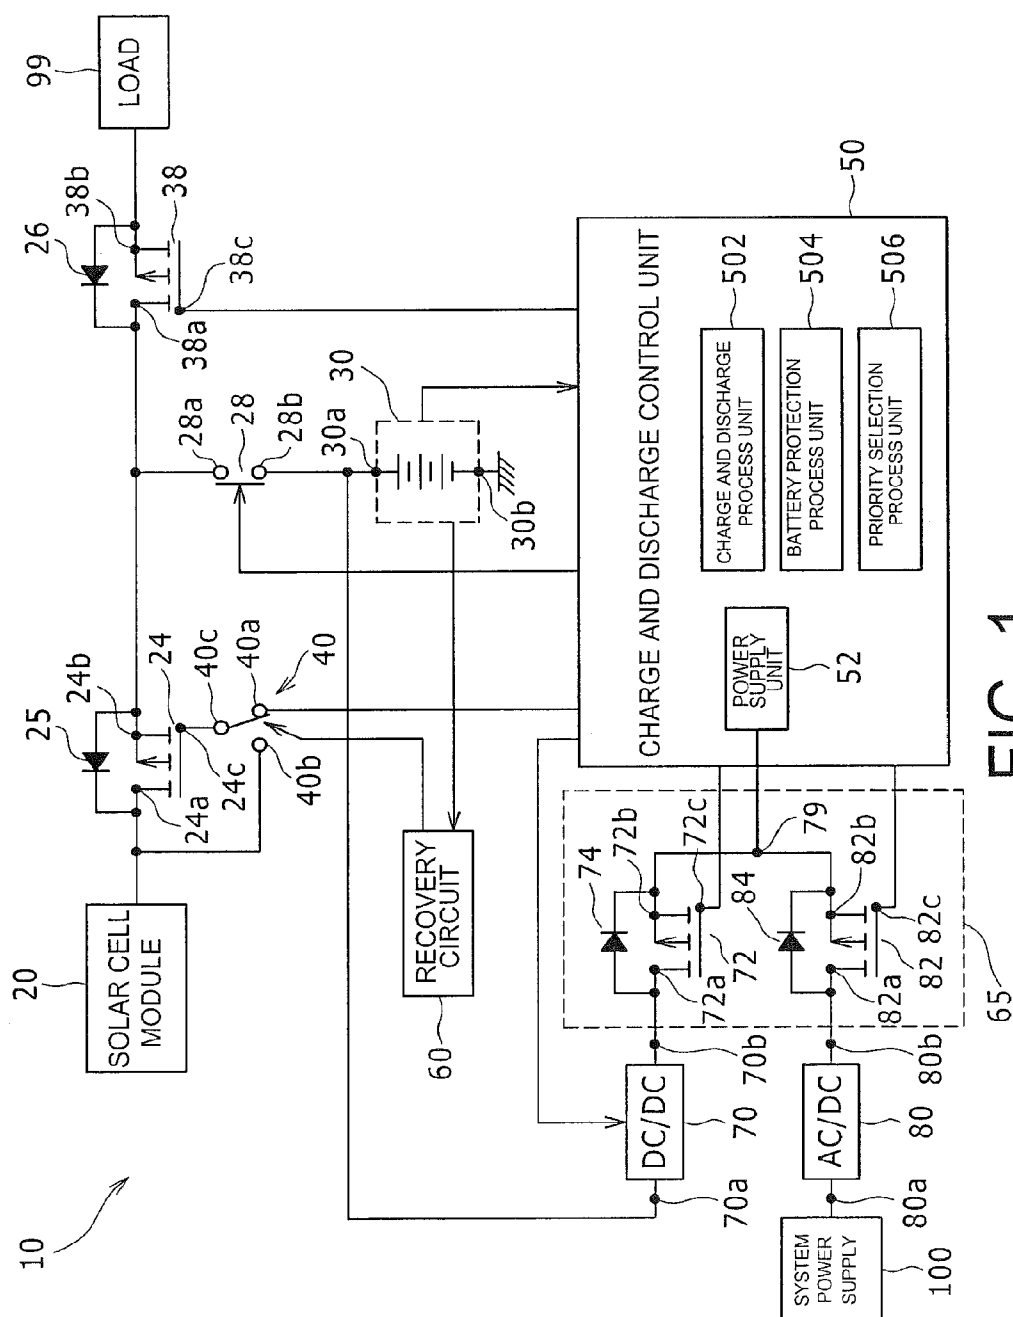 10
20
SOLAR CELL
MODULE
25
24a
24b
24
24c
40c
40a
40b
40
26
38a
38b
38
38c
99
LOAD
28a
28
28b
30a
30
30b
60
RECOVERY
CIRCUIT
50
CHARGE AND DISCHARGE CONTROL UNIT
502
CHARGE AND DISCHARGE
PROCESS UNIT
504
BATTERY PROTECTION
PROCESS UNIT
506
PRIORITY SELECTION
PROCESS UNIT
POWER
SUPPLY
UNIT
52
70a
DC/DC
70
70b
74
72a
72b
72
72c
79
84
82a
82b
82
82c
65
SYSTEM
POWER
SUPPLY
100
80a
AC/DC
80
80b
FIG. 1